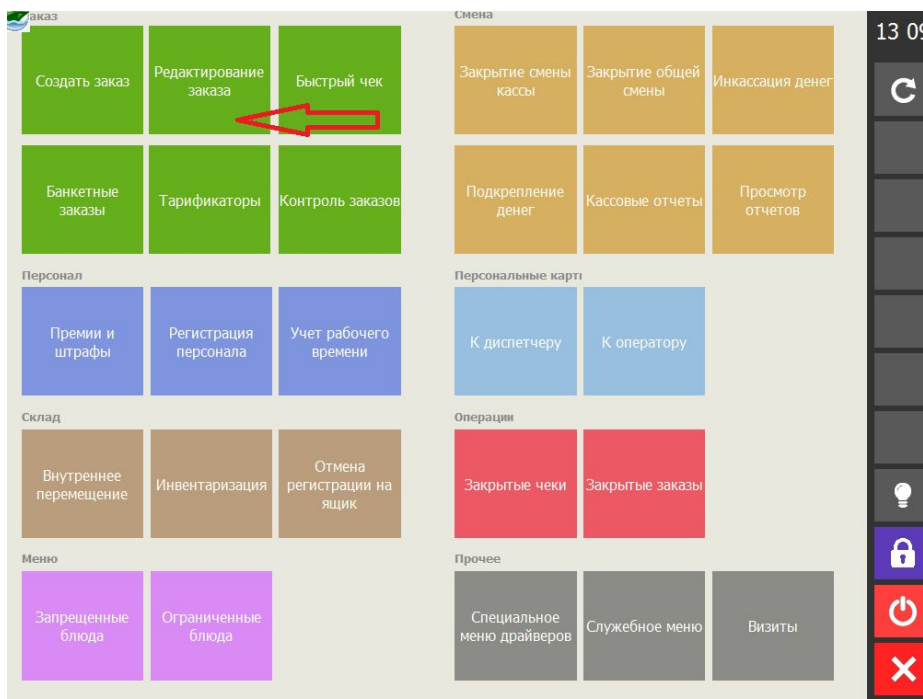 аказ
Смена
13 09
Создать заказ
Редактирование
заказа
Быстрый чек
Закрытие смены
кассы
Закрытие общей
смены
Инкассация денег
Банкетные
заказы
Тарификаторы
Контроль заказов
Подкрепление
денег
Кассовые отчеты
Просмотр
отчетов
Персонал
Персональные карт
Премии и
штрафы
Регистрация
персонала
Учет рабочего
времени
К диспетчеру
К оператору
Склад
Операции
Внутреннее
перемещение
Инвентаризация
Отмена
регистрации на
ящик
Закрытые чеки
Закрытые заказы
Меню
Прочее
Запрещенные
блюда
Ограниченные
блюда
Специальное
меню драйверов
Служебное меню
Визиты